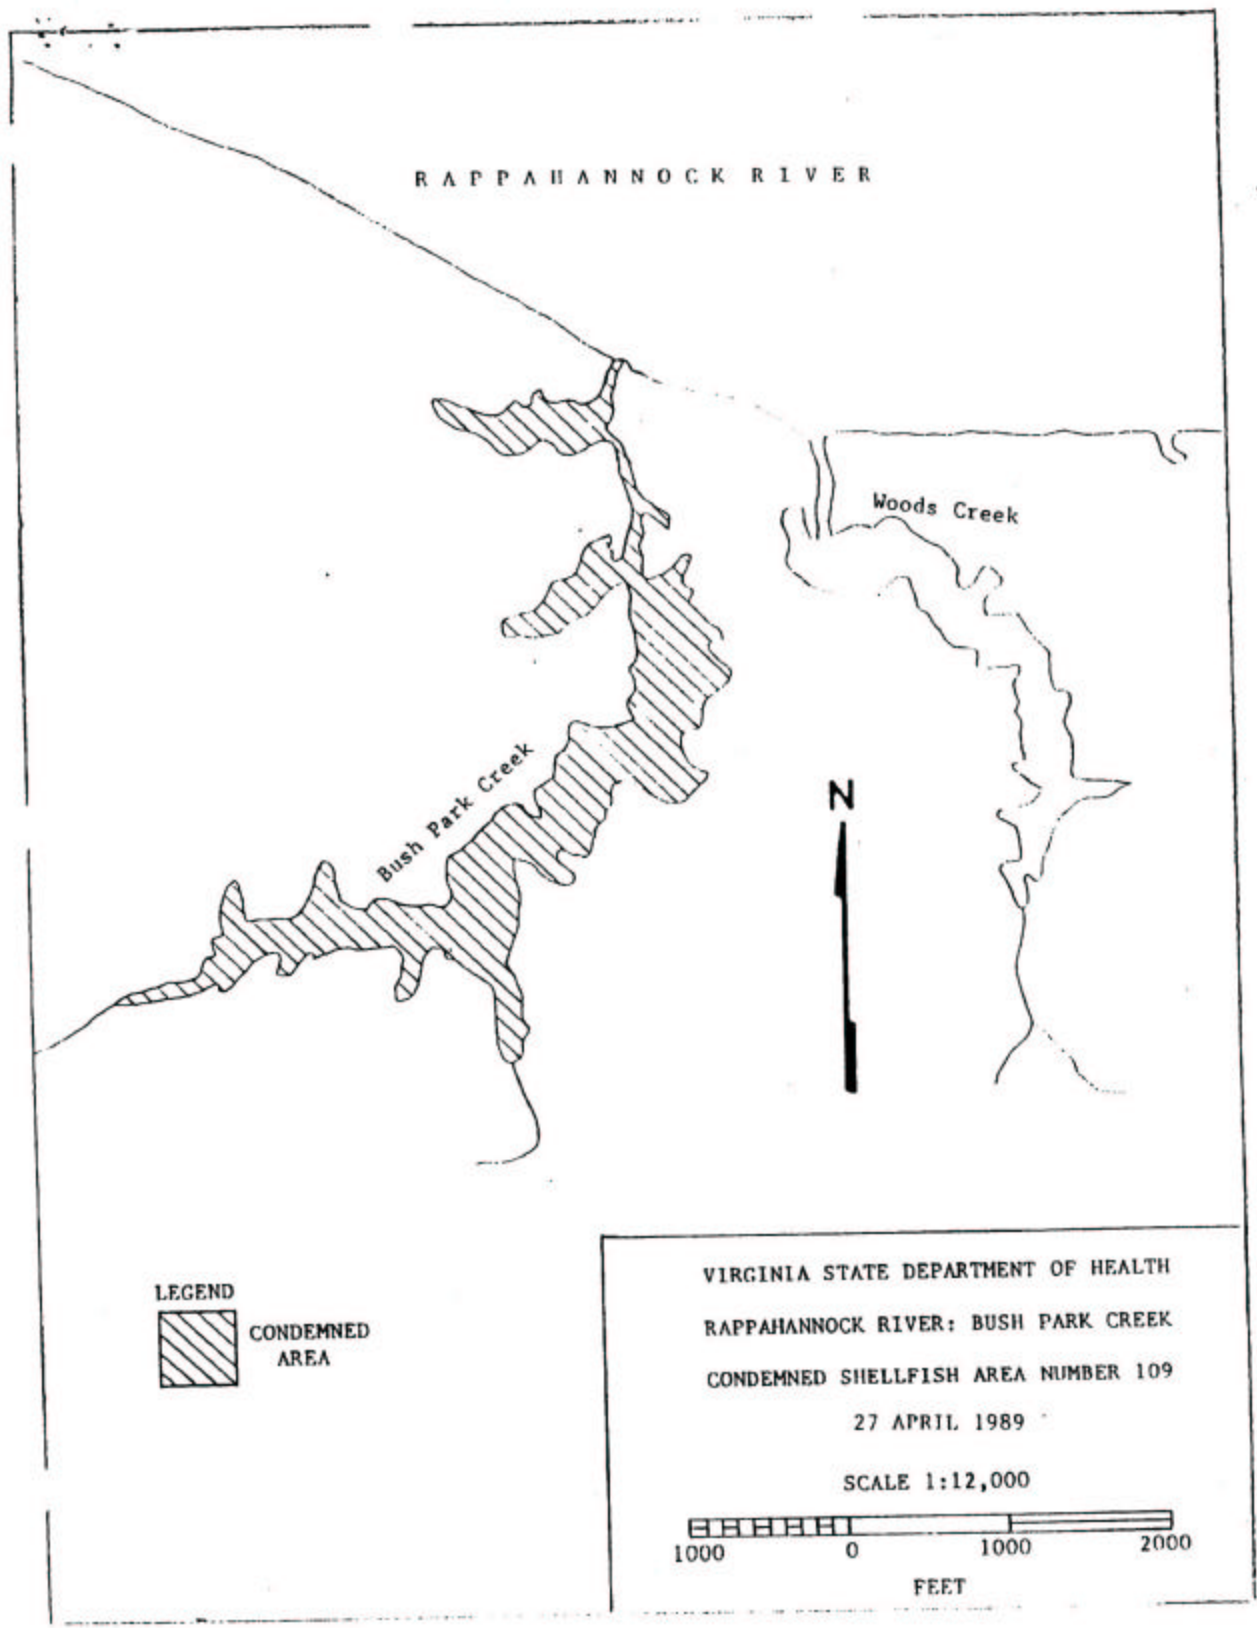 RAPPAHANNOCK RIVER
Woods Creek
Bush Park Creek
N
LEGEND
CONDEMNED
AREA
VIRGINIA STATE DEPARTMENT OF HEALTH
RAPPAHANNOCK RIVER: BUSH PARK CREEK
CONDEMNED SHELLFISH AREA NUMBER 109
27 APRIL 1989
SCALE 1:12,000
1000 0 1000 2000
FEET